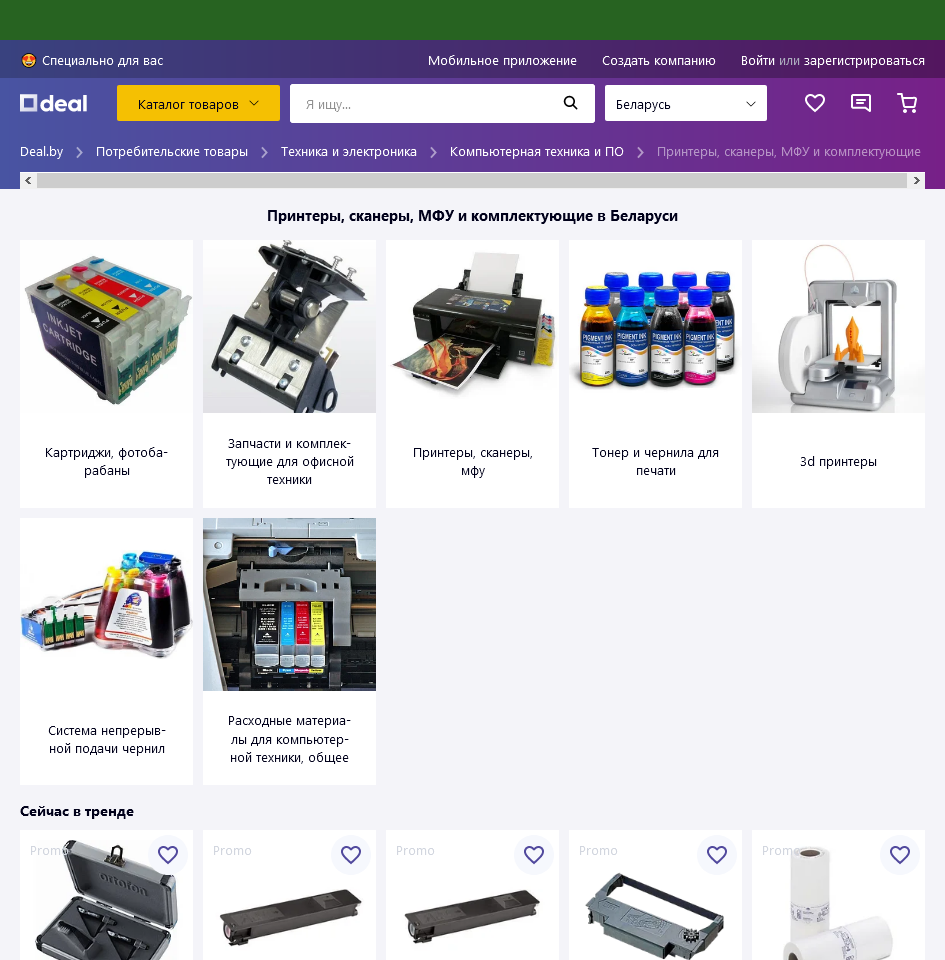 Специально для вас
Мобильное приложение
Создать компанию
Войти или зарегистрироваться
deal
Каталог товаров
Я ищу...
Беларусь
Deal.by
Потребительские товары
Техника и электроника
Компьютерная техника и ПО
Принтеры, сканеры, МФУ и комплектующие
Принтеры, сканеры, МФУ и комплектующие в Беларуси
INKJET
CARTRIDGE
PIGMENT INK
PIGMENT INK
PIGMENT INK
PIGMENT INK
Картриджи, фотоба-
рабаны
Запчасти и комплек-
тующие для офисной
техники
Принтеры, сканеры,
мфу
Тонер и чернила для
печати
3d принтеры
Система непрерыв-
ной подачи чернил
Расходные материа-
лы для компьютер-
ной техники, общее
Сейчас в тренде
Promo
Promo
Promo
Promo
Promo
ortofon